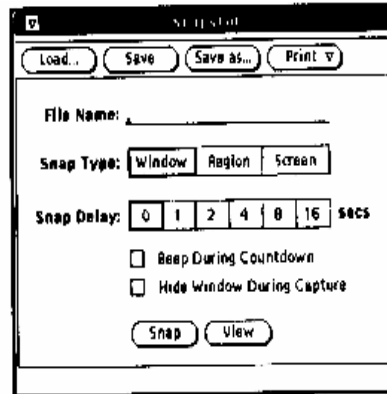 Load... Save Save as... Print
File Name:
Snap Type: Window Region Screen
Snap Delay: 0 1 2 4 8 16 secs
Beep During Countdown
Hide Window During Capture
Snap View